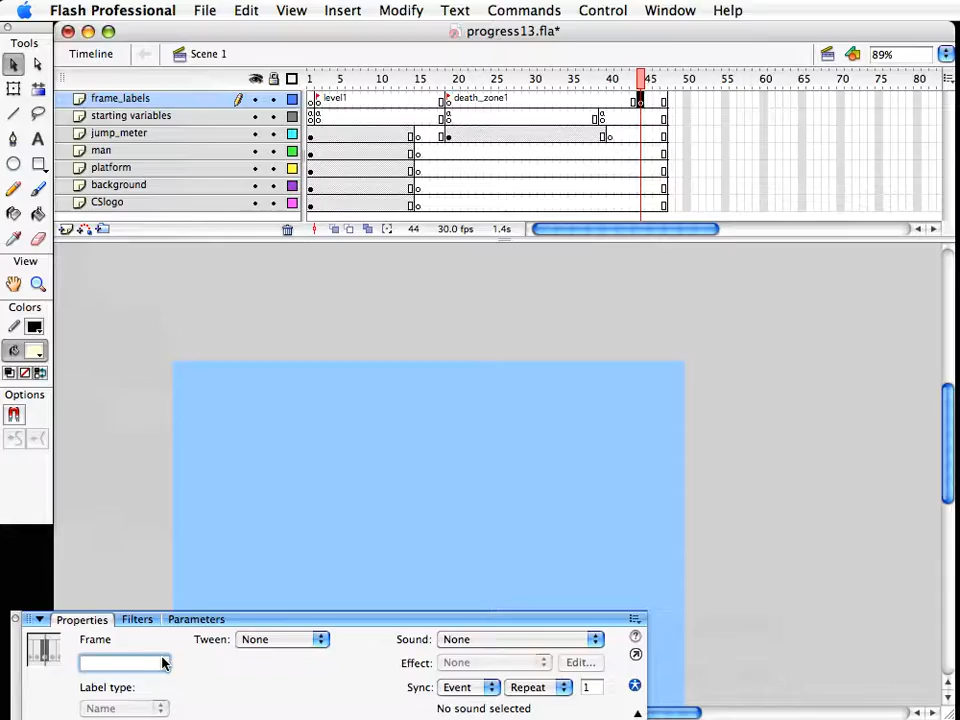 Flash Professional File Edit View Insert Modify Text Commands Control Window Help
progress13.fla*
Tools
Timeline Scene 1 89%
1 5 10 15 20 25 30 35 40 45 50 55 60 65 70 75 80
frame_labels level1 death_zone1
starting variables
jump_meter
man
platform
background
CSlogo
44 30.0 fps 1.4s
View
Colors
Options
Properties Filters Parameters
Frame Tween: None Sound: None
Effect: None Edit...
Label type: Sync: Event Repeat 1
Name No sound selected